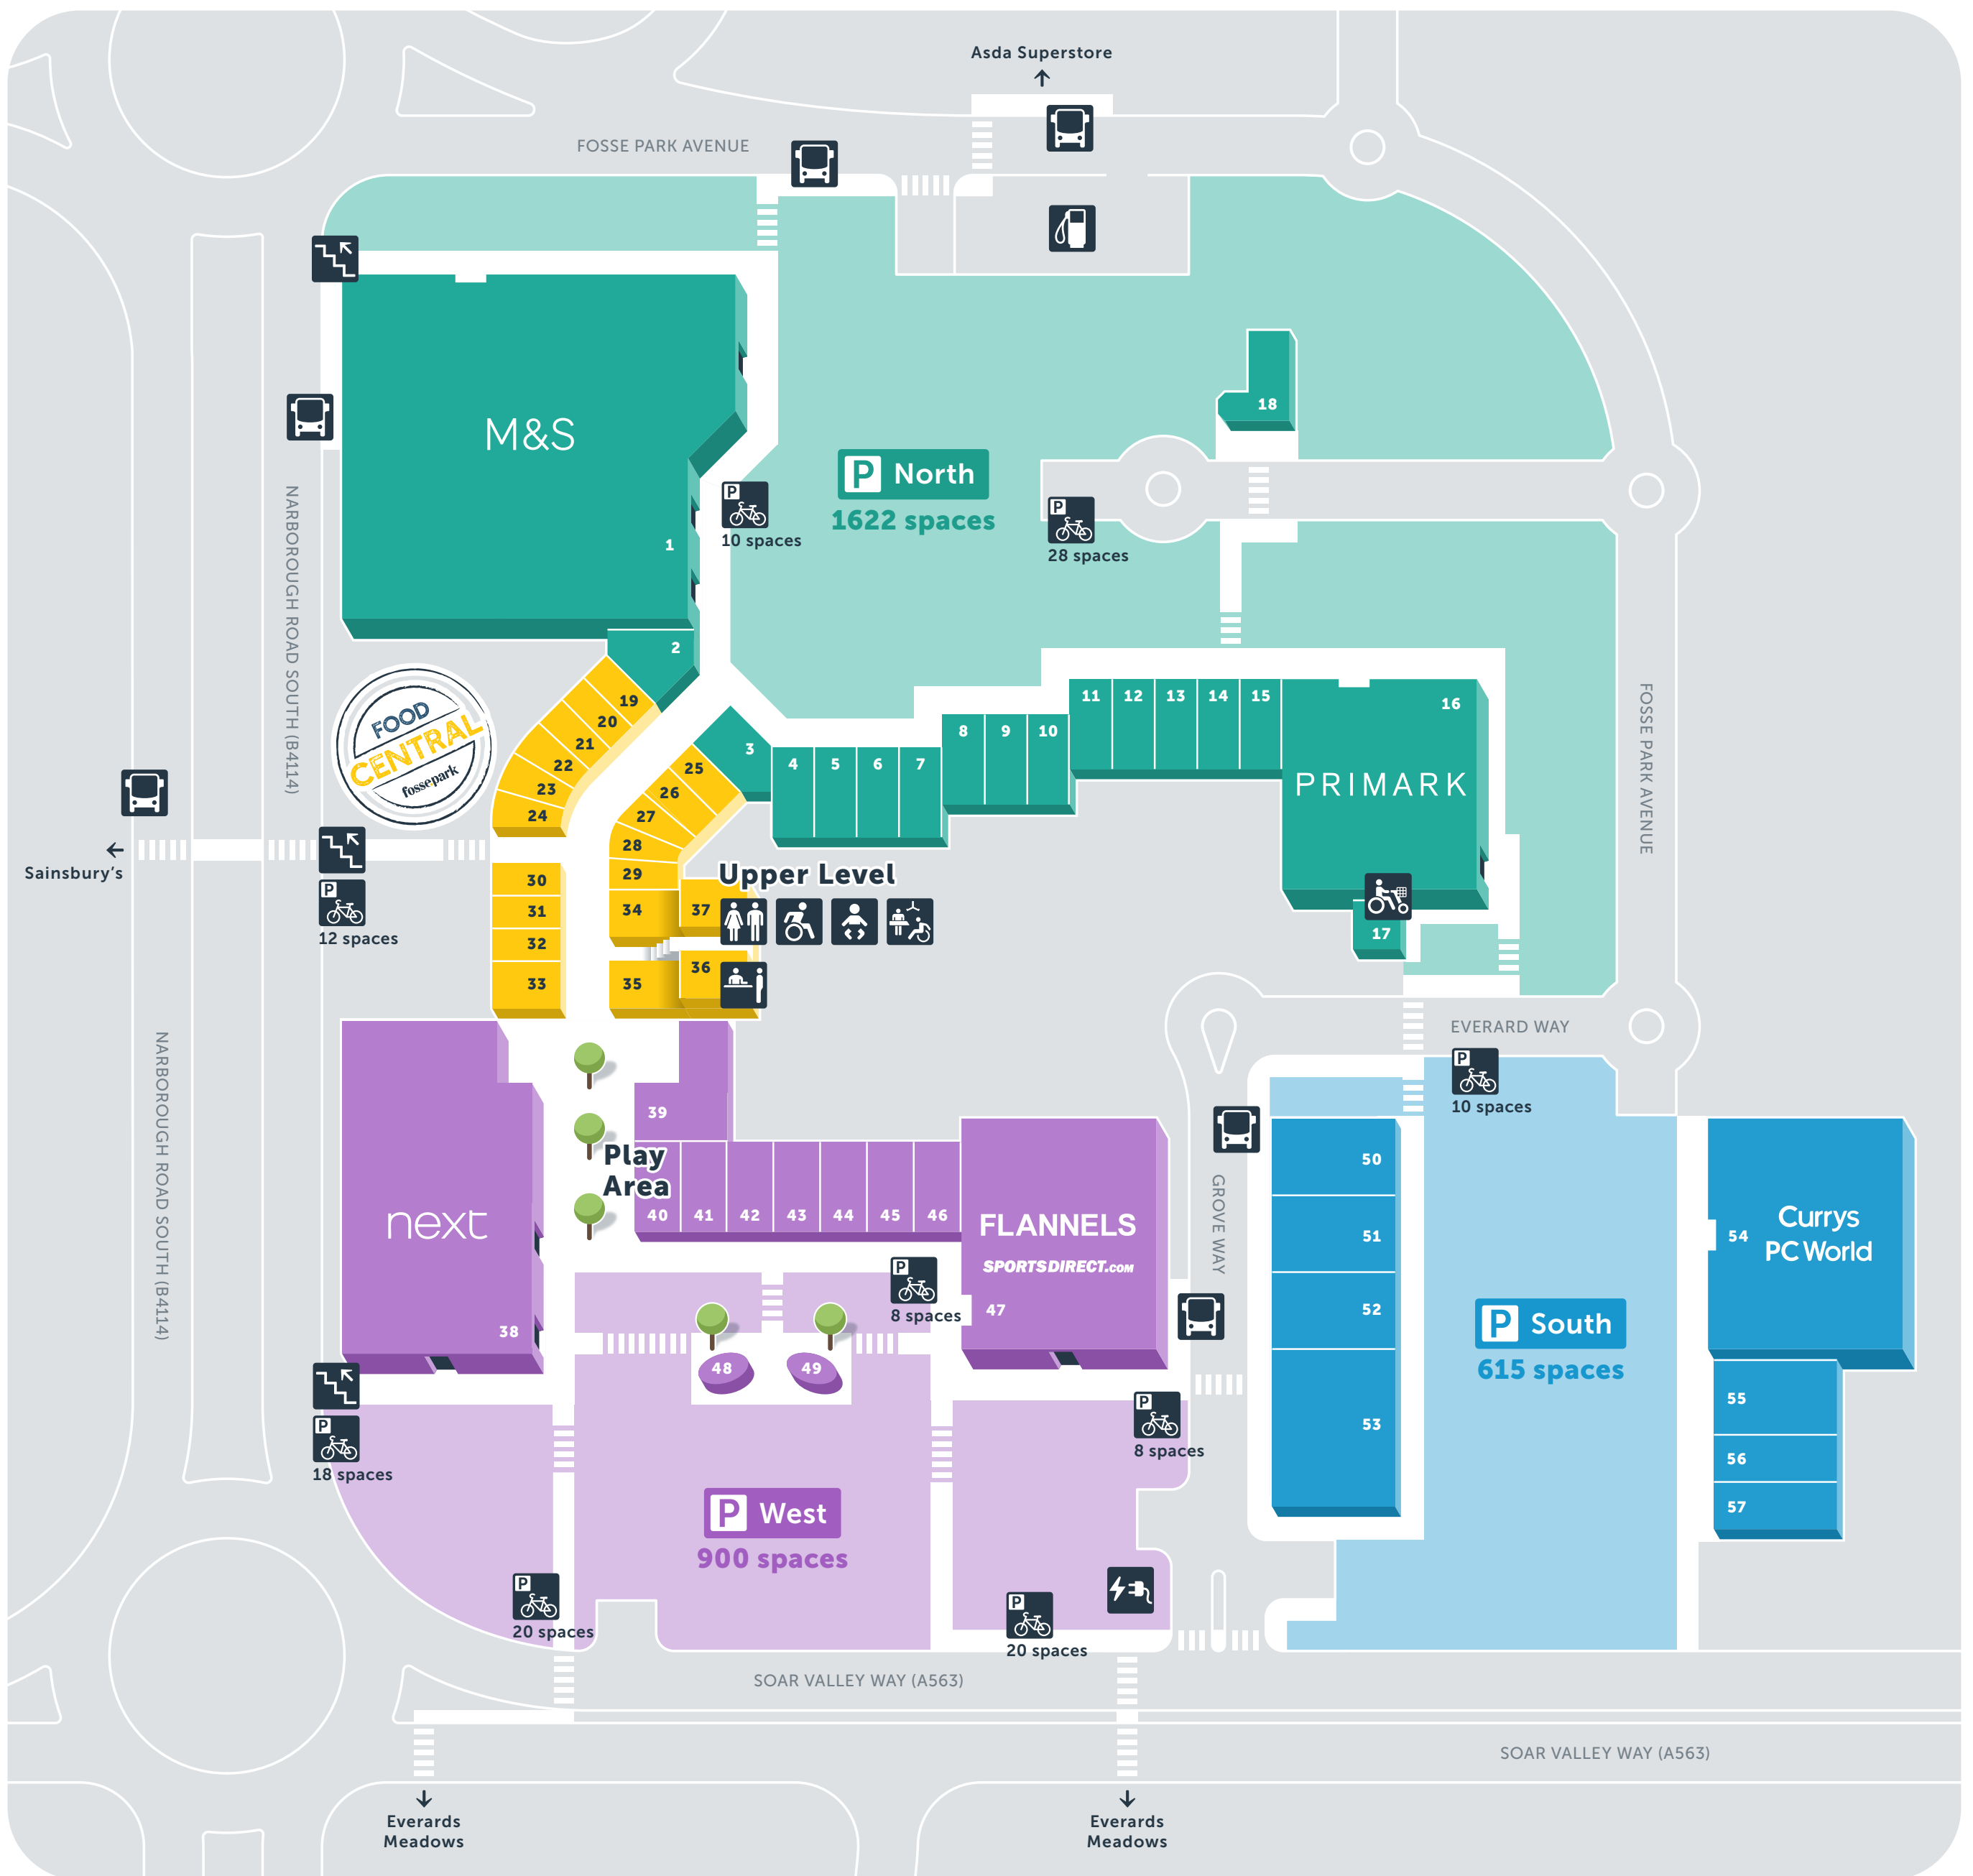 Asda Superstore
↑
FOSSE PARK AVENUE
M&S
1
P North
1622 spaces
P
10 spaces
P
28 spaces
18
NARBOROUGH ROAD SOUTH (B4114)
2
FOOD
CENTRAL
fossepark
19
20
21
22
23
24
25
26
27
28
29
3
4
5
6
7
8
9
10
11
12
13
14
15
16
PRIMARK
17
FOSSE PARK AVENUE
←
Sainsbury's
P
12 spaces
30
31
32
33
34
35
36
37
Upper Level
EVERARD WAY
P
10 spaces
NARBOROUGH ROAD SOUTH (B4114)
next
38
39
Play
Area
40
41
42
43
44
45
46
FLANNELS
SPORTSDIRECT.COM
47
P
8 spaces
48
49
GROVE WAY
50
51
52
53
P South
615 spaces
54
Currys
PC World
55
56
57
P
18 spaces
P
8 spaces
P West
900 spaces
P
20 spaces
P
20 spaces
SOAR VALLEY WAY (A563)
SOAR VALLEY WAY (A563)
↓
Everards
Meadows
↓
Everards
Meadows